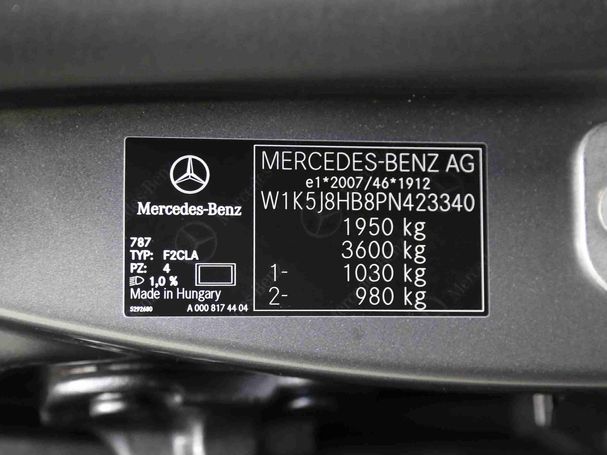 MERCEDES-BENZ AG
e1*2007/46*1912
W1K5J8HB8PN423340
1950 kg
3600 kg
1- 1030 kg
2- 980 kg
Mercedes-Benz
787
TYP: F2CLA
PZ: 4
1,0 %
Made in Hungary
5292680 A 000 817 44 04